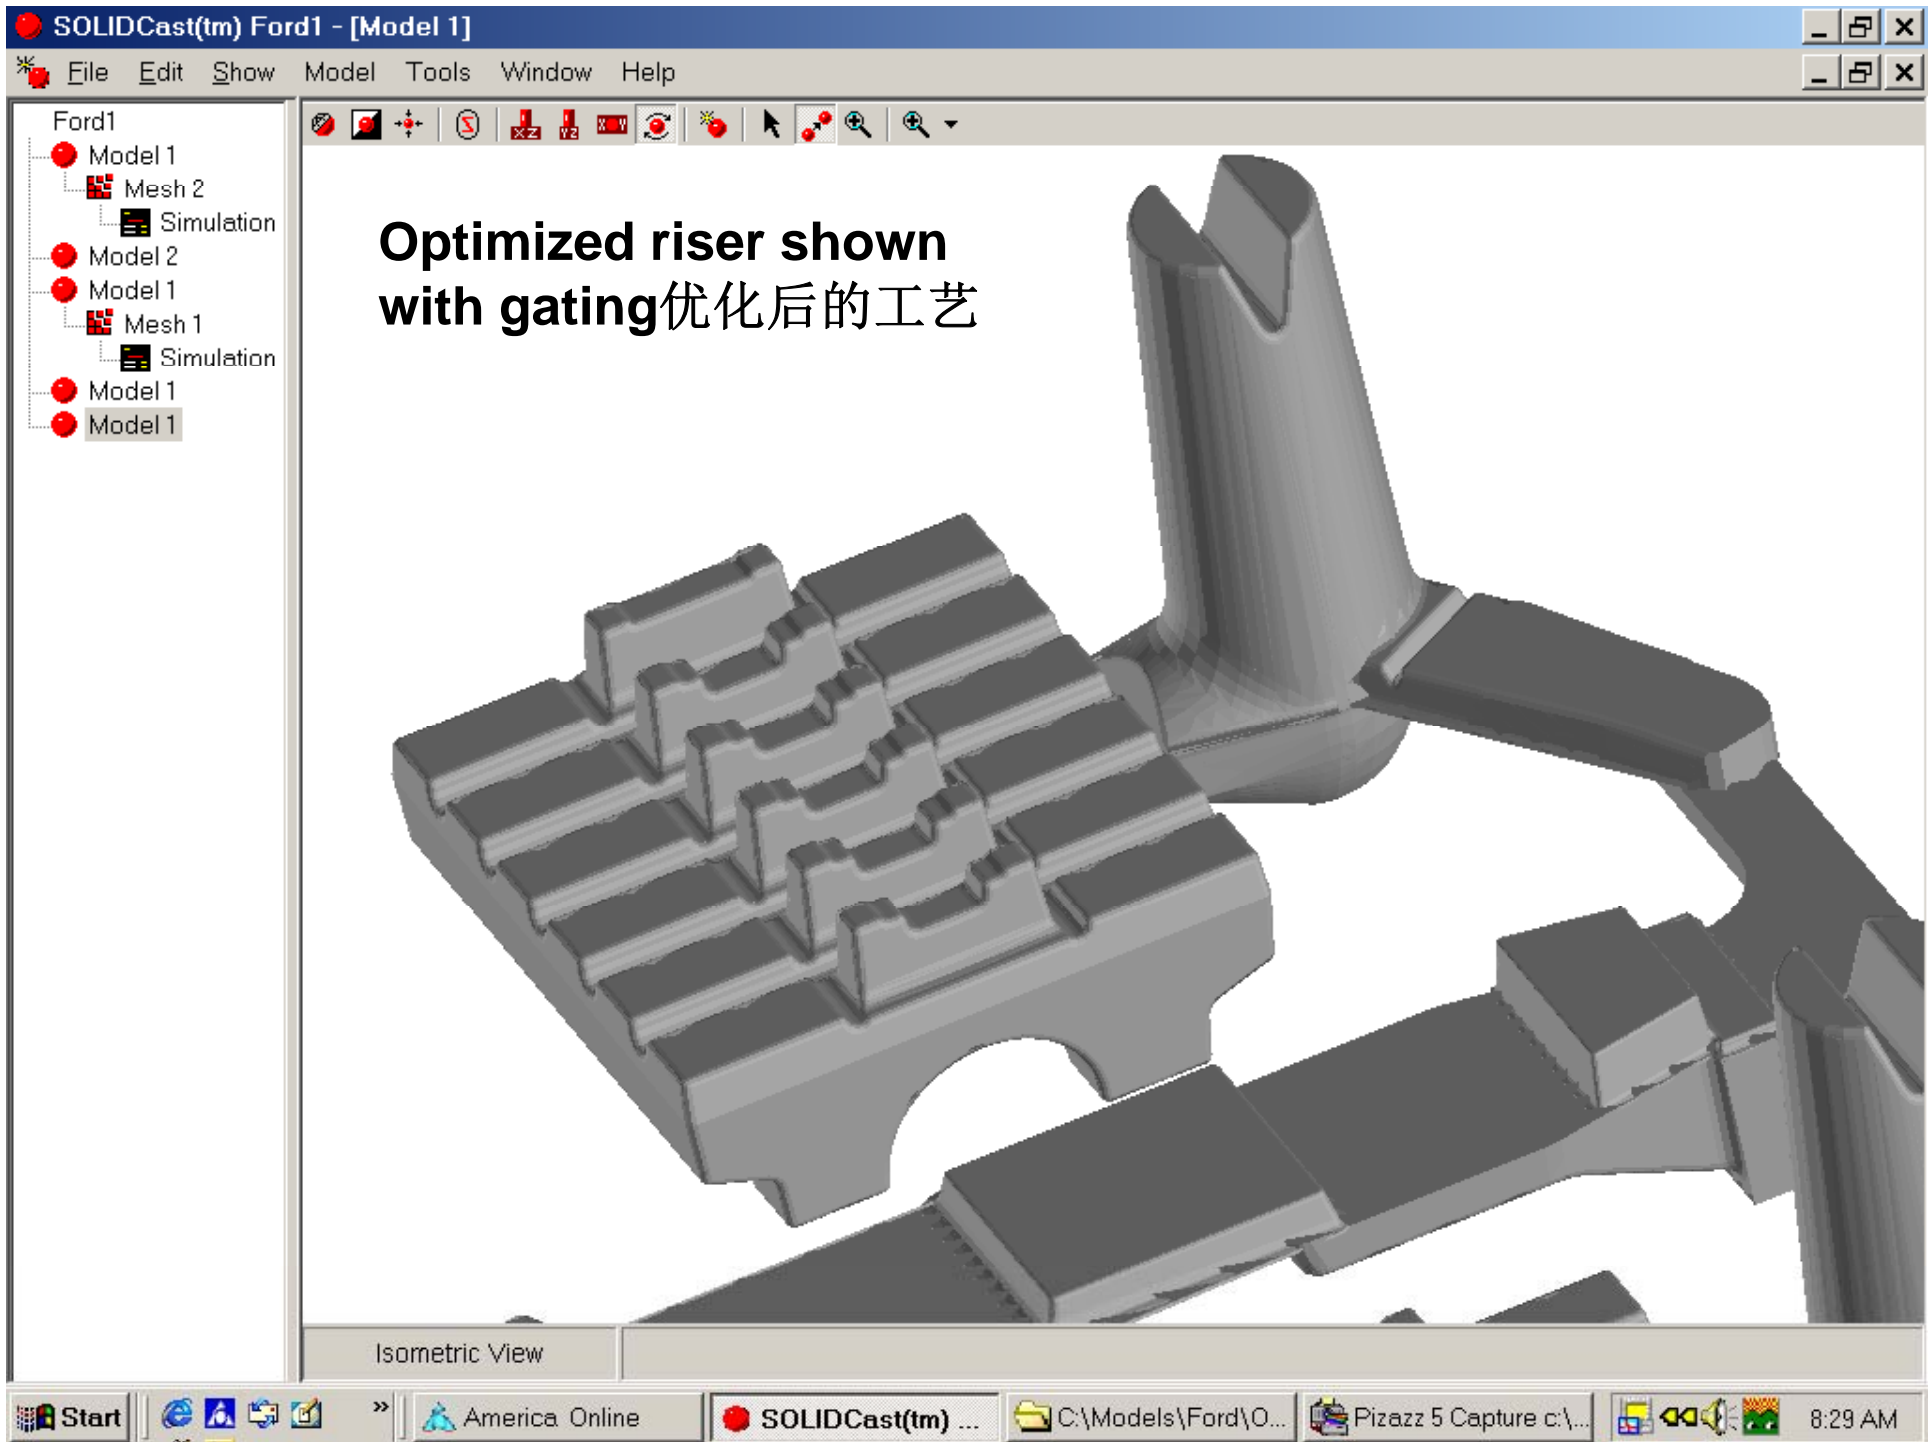 SOLIDCast(tm) Ford1 - [Model 1]
File Edit Show Model Tools Window Help
Ford1
Model 1
Mesh 2
Simulation
Model 2
Model 1
Mesh 1
Simulation
Model 1
Model 1
XZ YZ X Y
Optimized riser shown
with gating优化后的工艺
Isometric View
Start
America Online
SOLIDCast(tm) ...
C:\Models\Ford\O...
Pizazz 5 Capture c:\...
8:29 AM